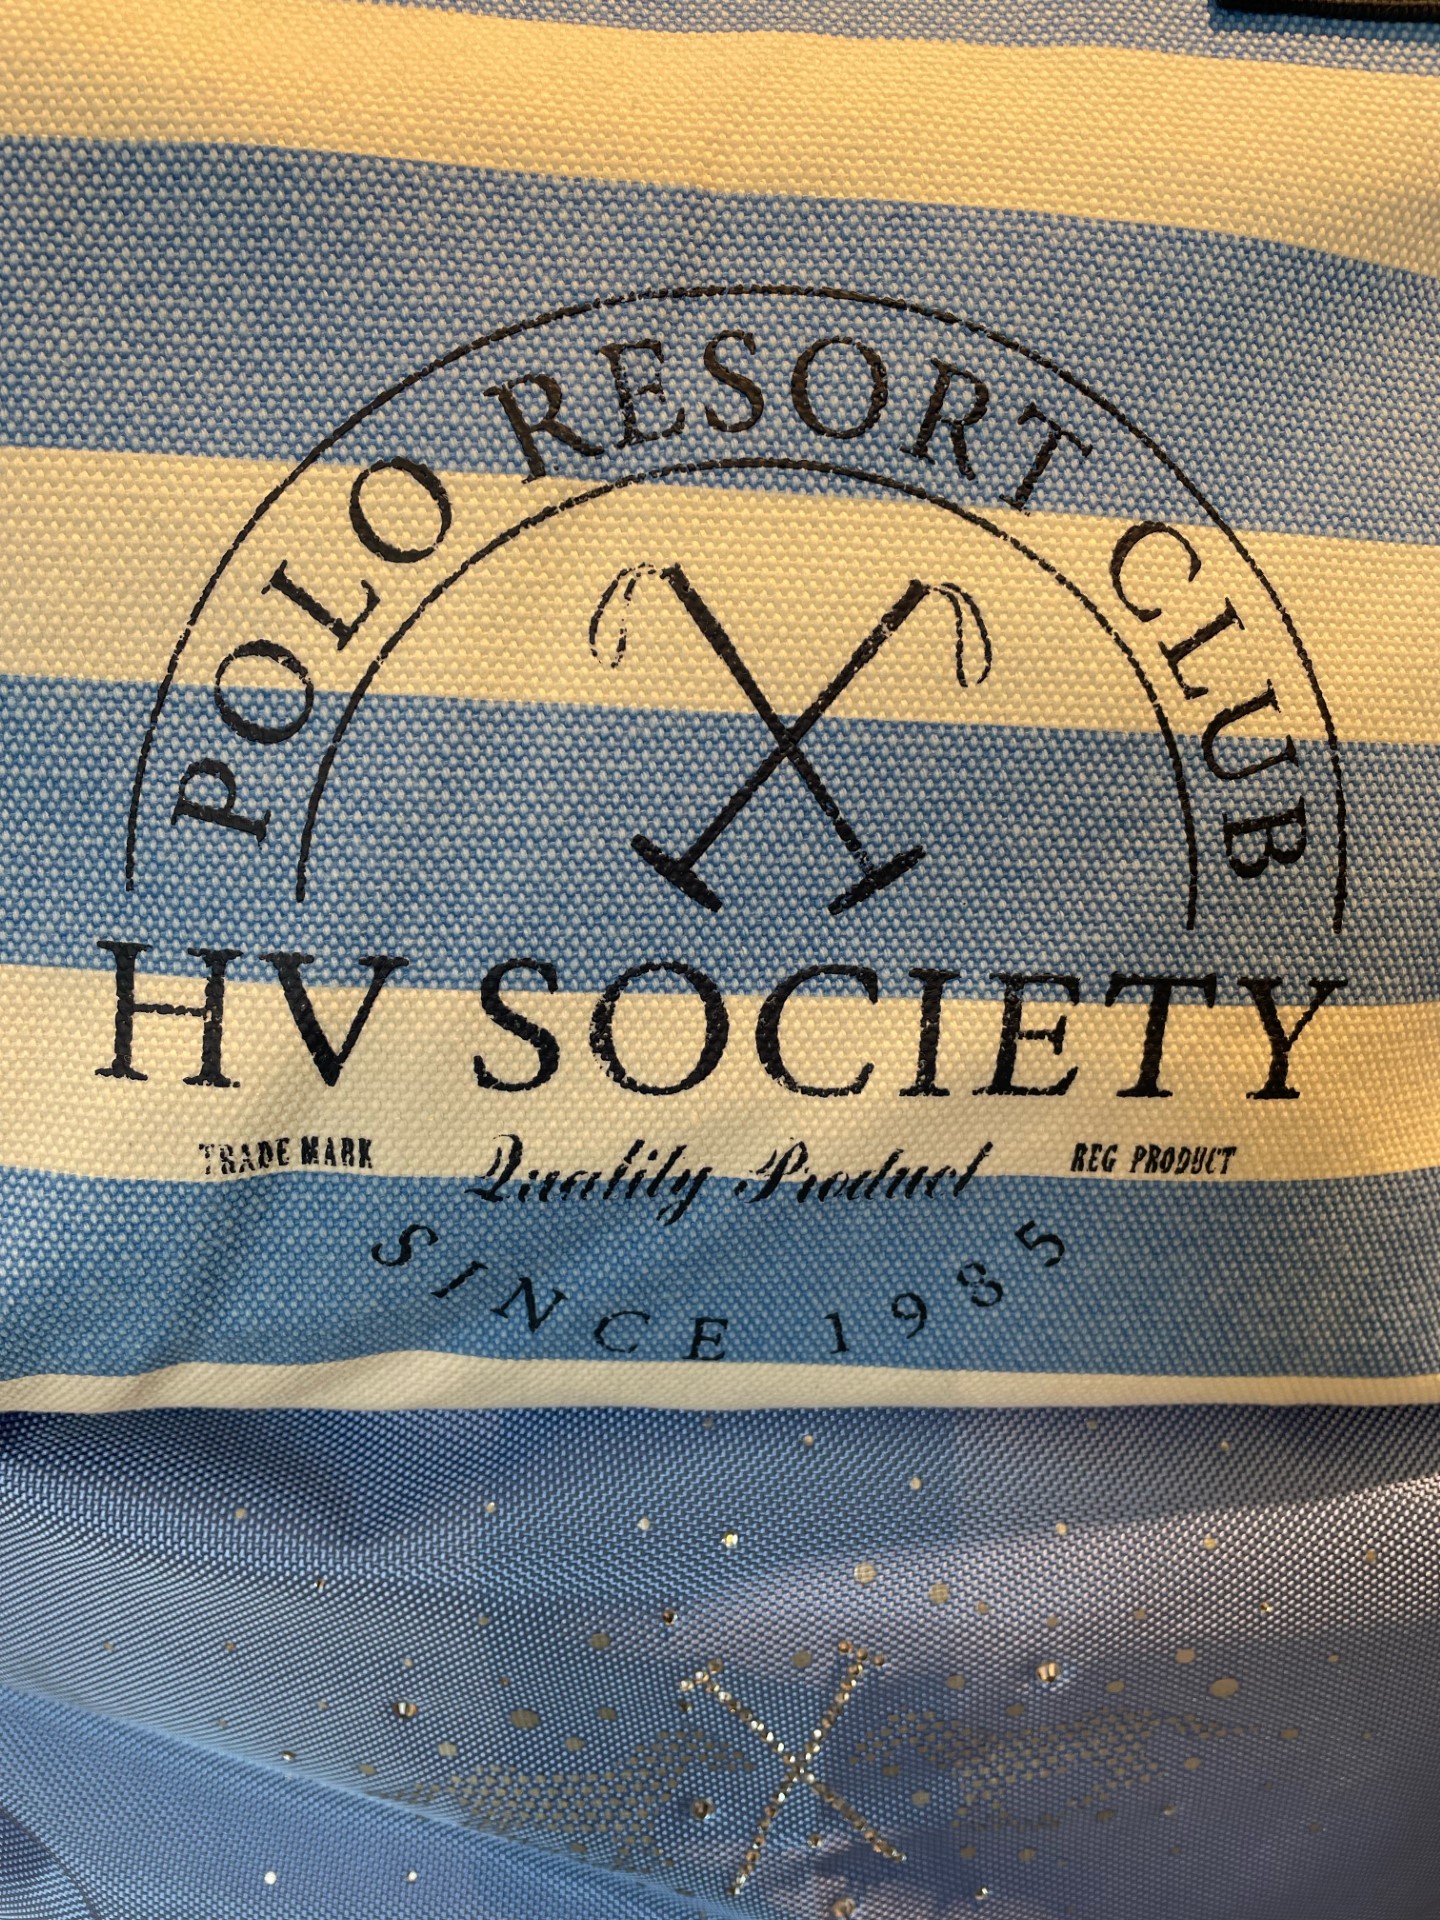 POLO RESORT CLUB
HV SOCIETY
TRADE MARK Quality Product REG PRODUCT
SINCE 1985